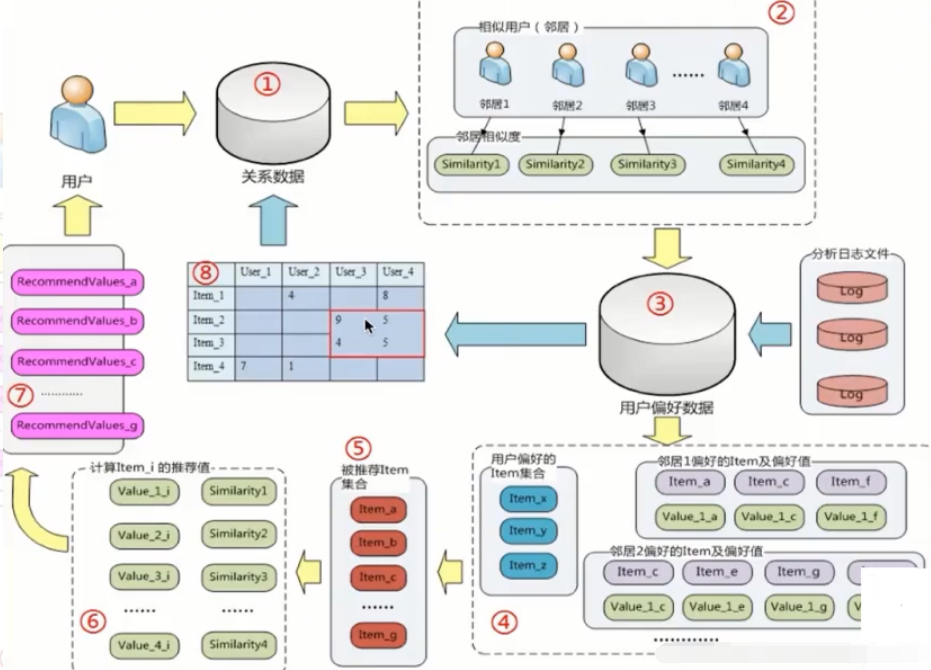 ②
相似用户（邻居）
邻居1
邻居2
邻居3
······
邻居4
邻居相似度
Similarity1
Similarity2
Similarity3
Similarity4
①
用户
关系数据
RecommendValues_a
RecommendValues_b
RecommendValues_c
············
RecommendValues_g
⑦
⑧ User_1 User_2 User_3 User_4
Item_1 4 8
Item_2 9 5
Item_3 4 5
Item_4 7 1
③
用户偏好数据
分析日志文件
Log
Log
Log
计算Item_i 的推荐值
Value_1_i Similarity1
Value_2_i Similarity2
Value_3_i Similarity3
······ ······
Value_4_i Similarity4
⑥
⑤
被推荐Item
集合
Item_a
Item_b
Item_c
······
Item_g
用户偏好的
Item集合
Item_x
Item_y
Item_z
④
邻居1偏好的Item及偏好值
Item_a Item_c Item_f
Value_1_a Value_1_c Value_1_f
邻居2偏好的Item及偏好值
Item_c Item_e Item_g
Value_1_c Value_1_e Value_1_g
············